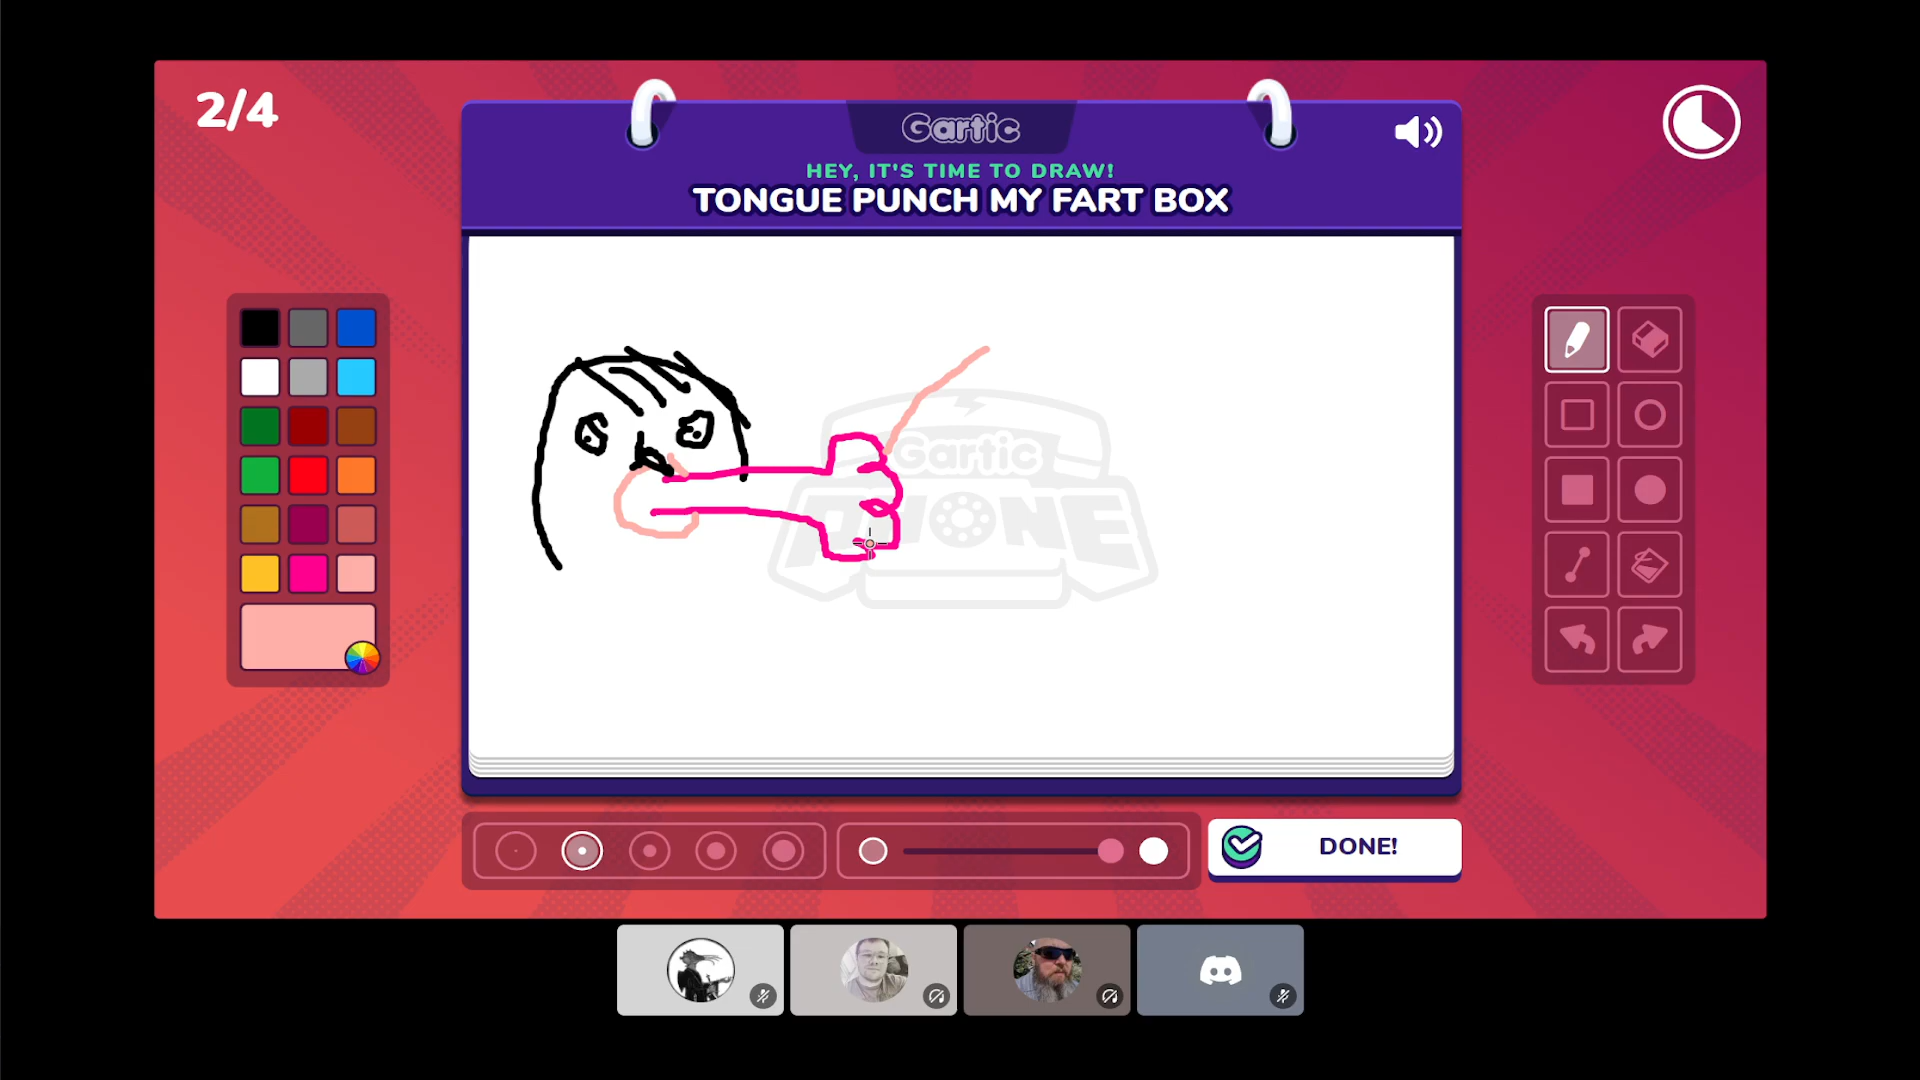 2/4
Gartic
HEY, IT'S TIME TO DRAW!
TONGUE PUNCH MY FART BOX
Gartic
PHONE
DONE!